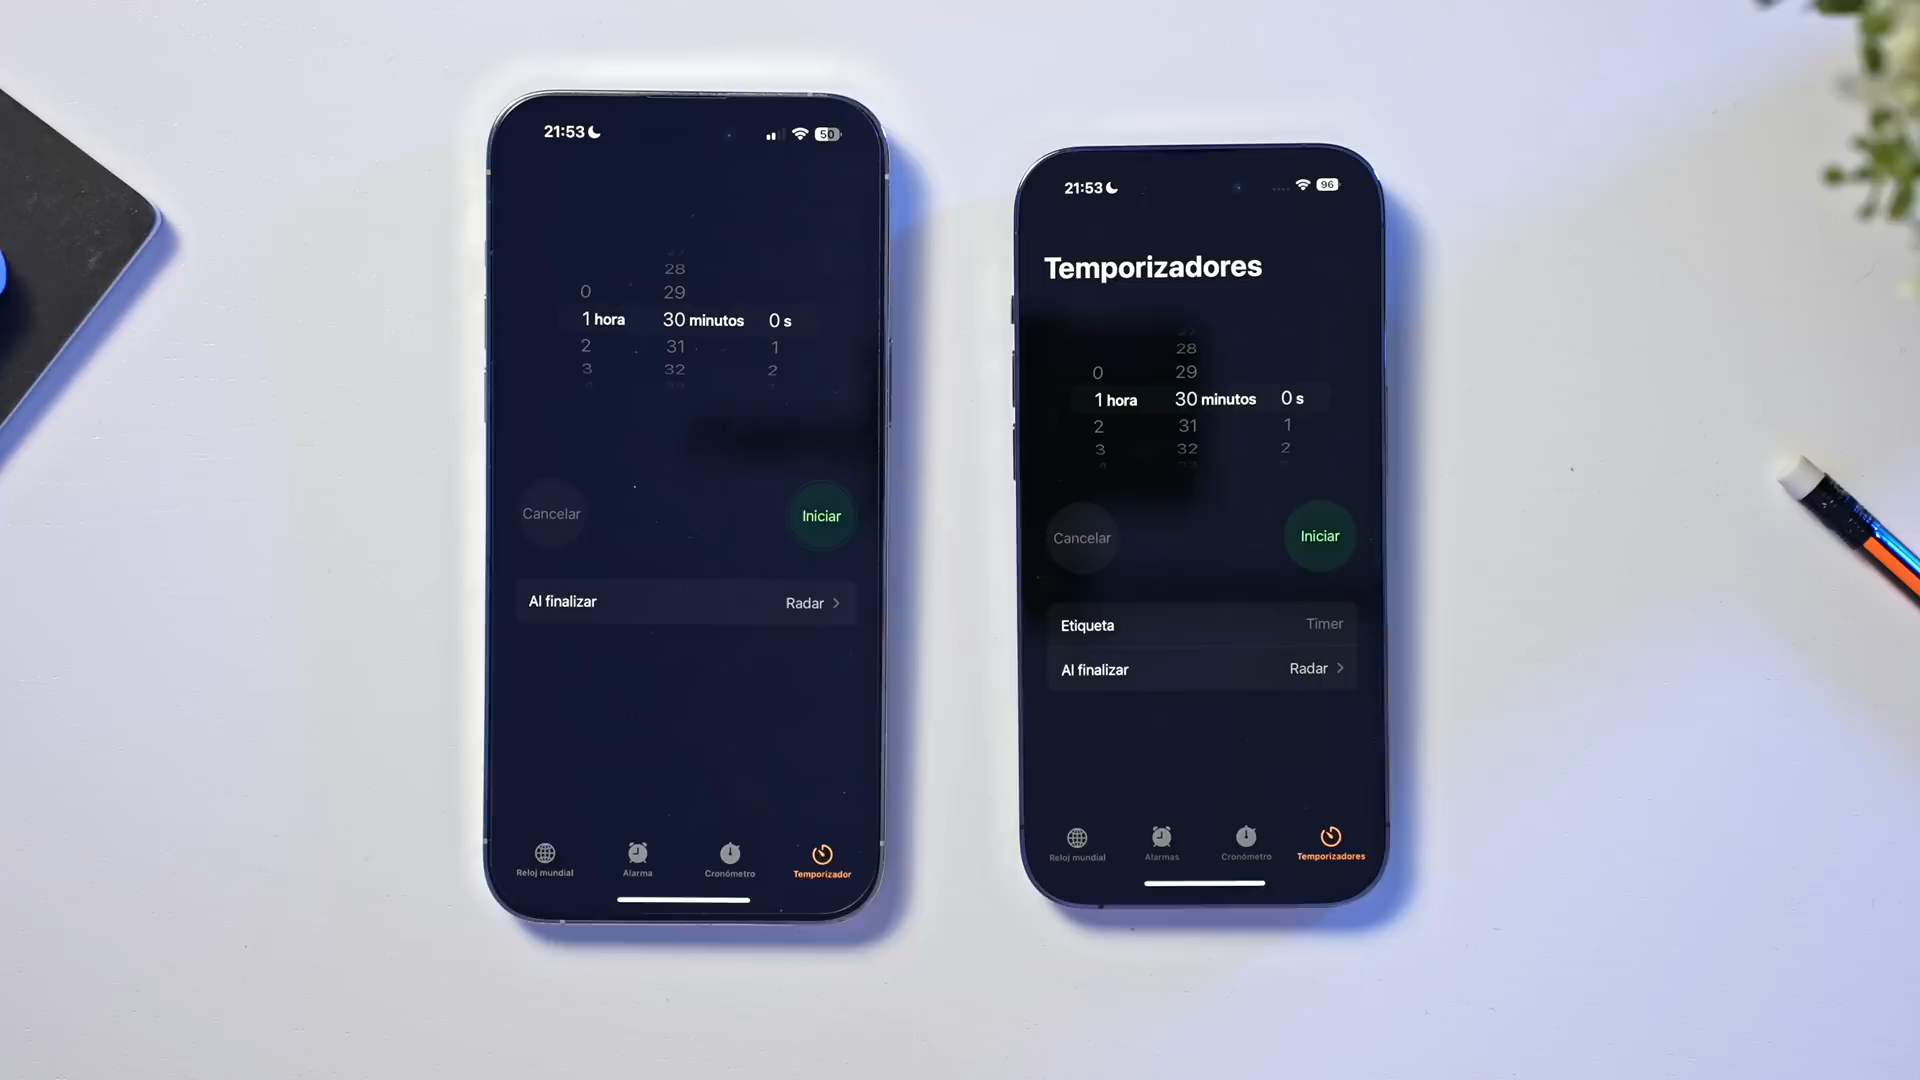 21:53
50
28
0
29
1 hora
30 minutos
0 s
2
31
1
3
32
2
Cancelar
Iniciar
Al finalizar
Radar
Reloj mundial
Alarma
Cronómetro
Temporizador
21:53
96
Temporizadores
28
0
29
1 hora
30 minutos
0 s
2
31
1
3
32
2
Cancelar
Iniciar
Etiqueta
Timer
Al finalizar
Radar
Reloj mundial
Alarmas
Cronómetro
Temporizadores